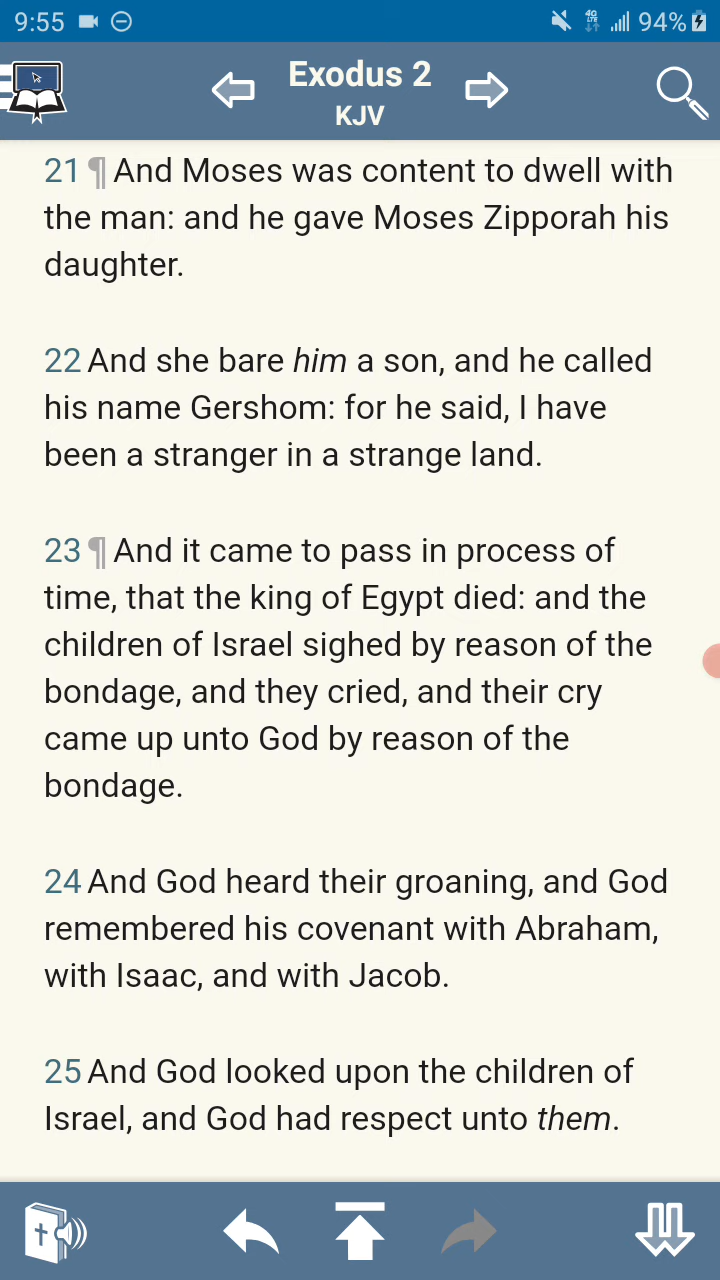 9:55
4G
LTE
94%
Exodus 2
KJV
21 ¶ And Moses was content to dwell with
the man: and he gave Moses Zipporah his
daughter.
22 And she bare him a son, and he called
his name Gershom: for he said, I have
been a stranger in a strange land.
23 ¶ And it came to pass in process of
time, that the king of Egypt died: and the
children of Israel sighed by reason of the
bondage, and they cried, and their cry
came up unto God by reason of the
bondage.
24 And God heard their groaning, and God
remembered his covenant with Abraham,
with Isaac, and with Jacob.
25 And God looked upon the children of
Israel, and God had respect unto them.